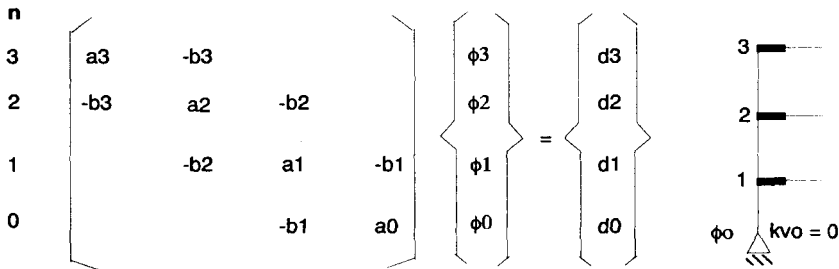 n
3 a3 -b3 ϕ3 d3 3
2 -b3 a2 -b2 ϕ2 d2 2
1 -b2 a1 -b1 ϕ1 = d1 1
0 -b1 a0 ϕ0 d0 ϕo kvo = 0